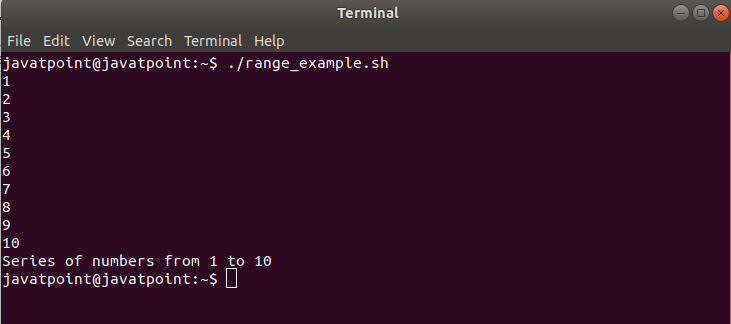 Terminal
File Edit View Search Terminal Help
javatpoint@javatpoint:~$ ./range_example.sh
1
2
3
4
5
6
7
8
9
10
Series of numbers from 1 to 10
javatpoint@javatpoint:~$